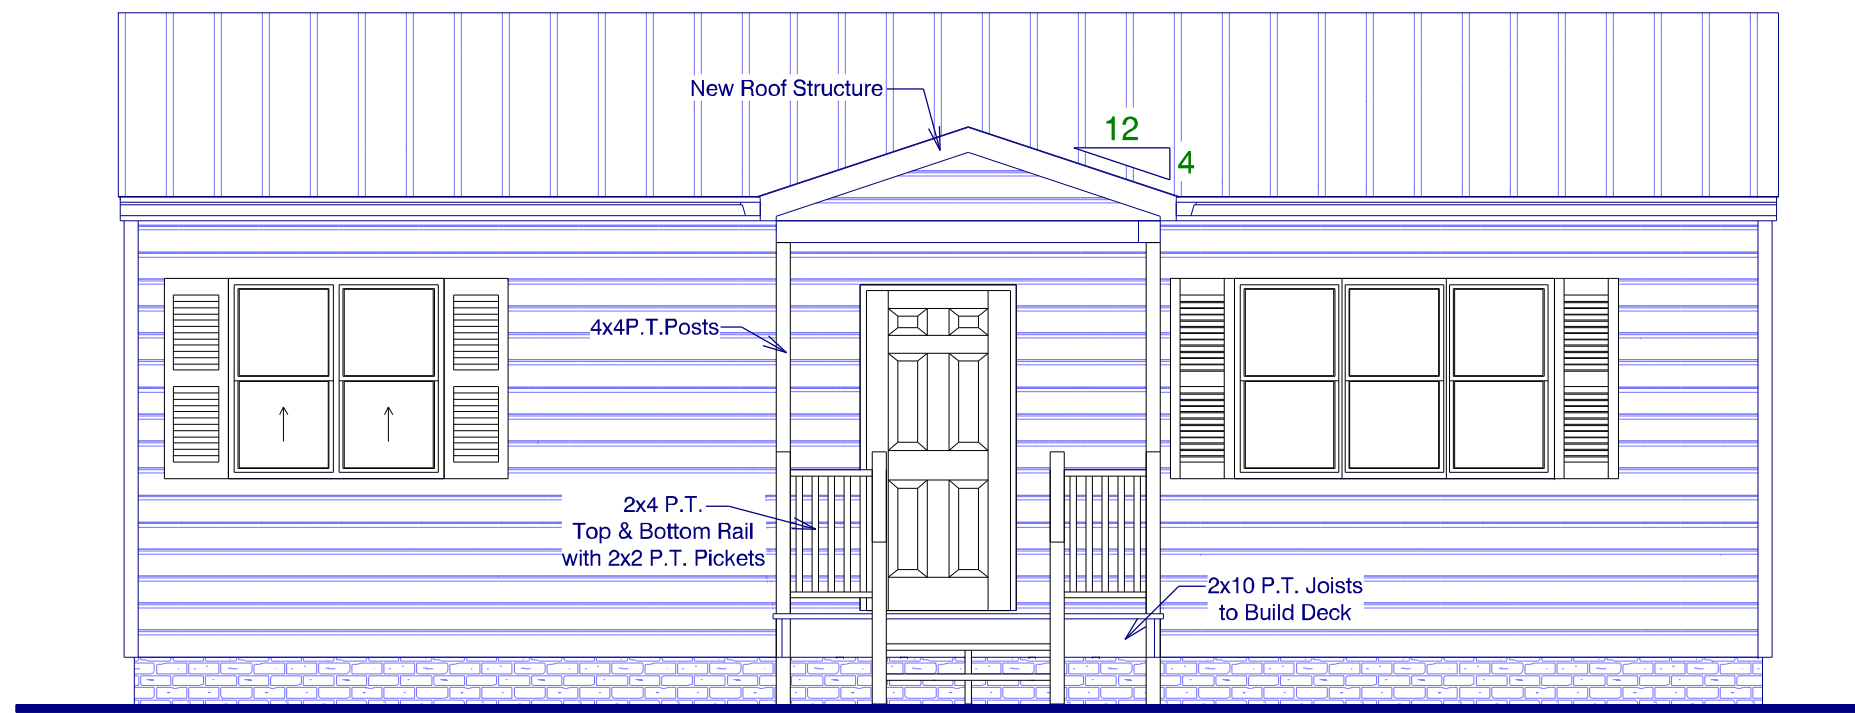 New Roof Structure
12
4
4x4P.T.Posts
2x4 P.T.
Top & Bottom Rail
with 2x2 P.T. Pickets
2x10 P.T. Joists
to Build Deck